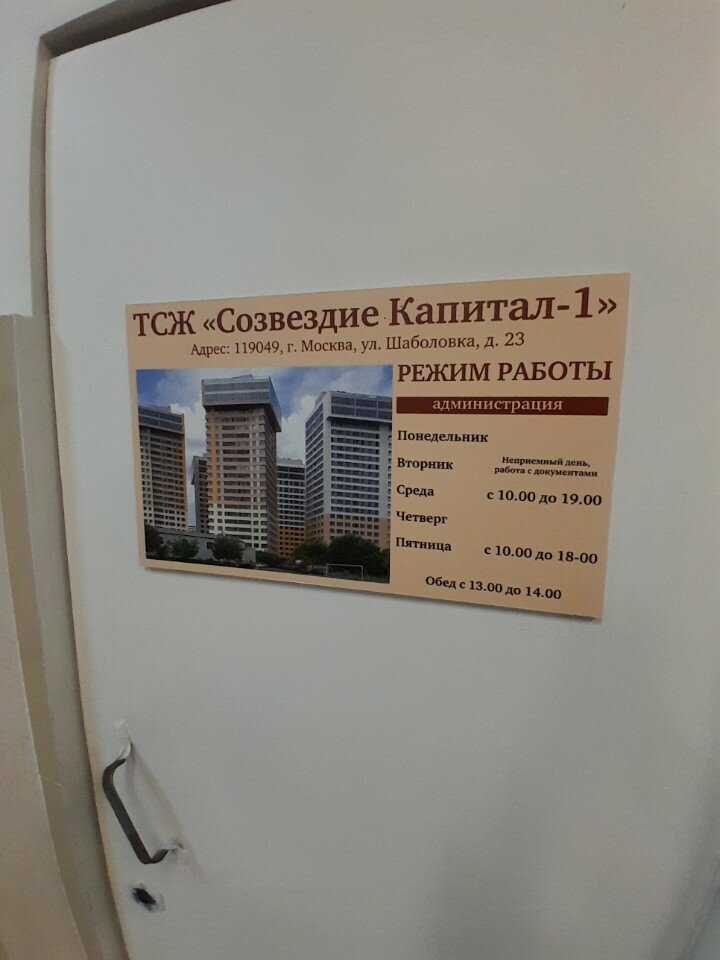 ТСЖ «Созвездие Капитал-1»
Адрес: 119049, г. Москва, ул. Шаболовка, д. 23
РЕЖИМ РАБОТЫ
администрация
Понедельник
Вторник Неприемный день,
работа с документами
Среда с 10.00 до 19.00
Четверг
Пятница с 10.00 до 18-00
Обед с 13.00 до 14.00